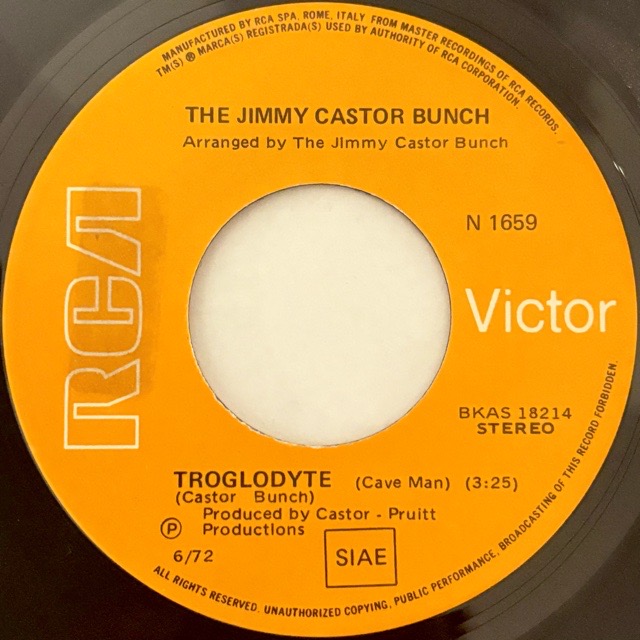 MANUFACTURED BY RCA SPA, ROME, ITALY FROM MASTER RECORDINGS OF RCA RECORDS.
TM(S) ® MARCA(S) REGISTRADA(S) USED BY AUTHORITY OF RCA CORPORATION.
THE JIMMY CASTOR BUNCH
Arranged by The JImmy Castor Bunch
RCA
N 1659
Victor
BKAS 18214
STEREO
TROGLODYTE (Cave Man) (3:25)
(Castor Bunch)
Produced by Castor - Pruitt
Ⓟ Productions
6/72
SIAE
ALL RIGHTS RESERVED. UNAUTHORIZED COPYING, PUBLIC PERFORMANCE, BROADCASTING OF THIS RECORD FORBIDDEN.